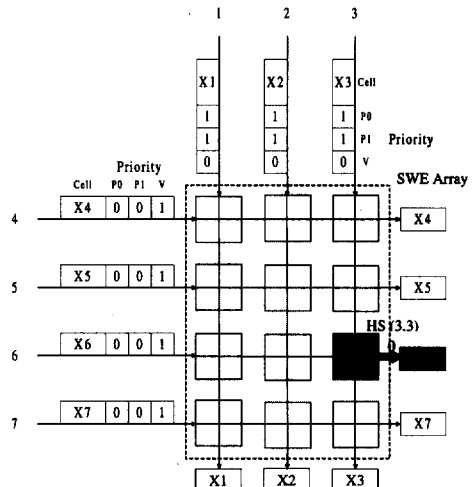 1 2 3
X1 X2 X3 Cell
1 1 1 P0
1 1 1 P1 Priority
0 0 0 V
SWE Array
Priority
Cell P0 P1 V
4 X4 0 0 1 X4
5 X5 0 0 1 X5
HS (3.3)
6 X6 0 0 1 0
7 X7 0 0 1 X7
X1 X2 X3